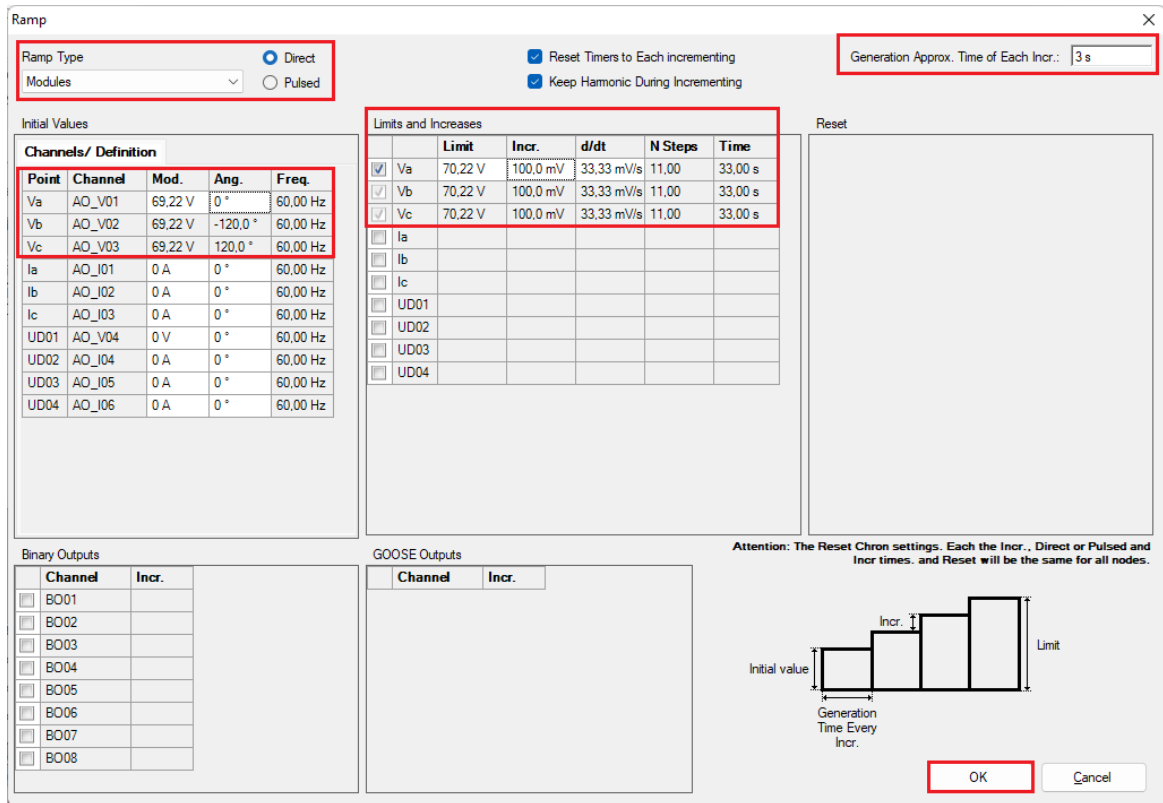 Ramp
Ramp Type
Direct
Modules
Pulsed
Reset Timers to Each incrementing
Keep Harmonic During Incrementing
Generation Approx. Time of Each Incr.: 3 s
Initial Values
Channels/ Definition
Point Channel Mod. Ang. Freq.
Va AO_V01 69,22 V 0 ° 60,00 Hz
Vb AO_V02 69,22 V -120,0 ° 60,00 Hz
Vc AO_V03 69,22 V 120,0 ° 60,00 Hz
Ia AO_I01 0 A 0 ° 60,00 Hz
Ib AO_I02 0 A 0 ° 60,00 Hz
Ic AO_I03 0 A 0 ° 60,00 Hz
UD01 AO_V04 0 V 0 ° 60,00 Hz
UD02 AO_I04 0 A 0 ° 60,00 Hz
UD03 AO_I05 0 A 0 ° 60,00 Hz
UD04 AO_I06 0 A 0 ° 60,00 Hz
Limits and Increases
Limit Incr. d/dt N Steps Time
Va 70,22 V 100,0 mV 33,33 mV/s 11,00 33,00 s
Vb 70,22 V 100,0 mV 33,33 mV/s 11,00 33,00 s
Vc 70,22 V 100,0 mV 33,33 mV/s 11,00 33,00 s
Ia
Ib
Ic
UD01
UD02
UD03
UD04
Reset
Binary Outputs
Channel Incr.
BO01
BO02
BO03
BO04
BO05
BO06
BO07
BO08
GOOSE Outputs
Channel Incr.
Attention: The Reset Chron settings. Each the Incr., Direct or Pulsed and
Incr times. and Reset will be the same for all nodes.
Incr.
Limit
Initial value
Generation
Time Every
Incr.
OK
Cancel